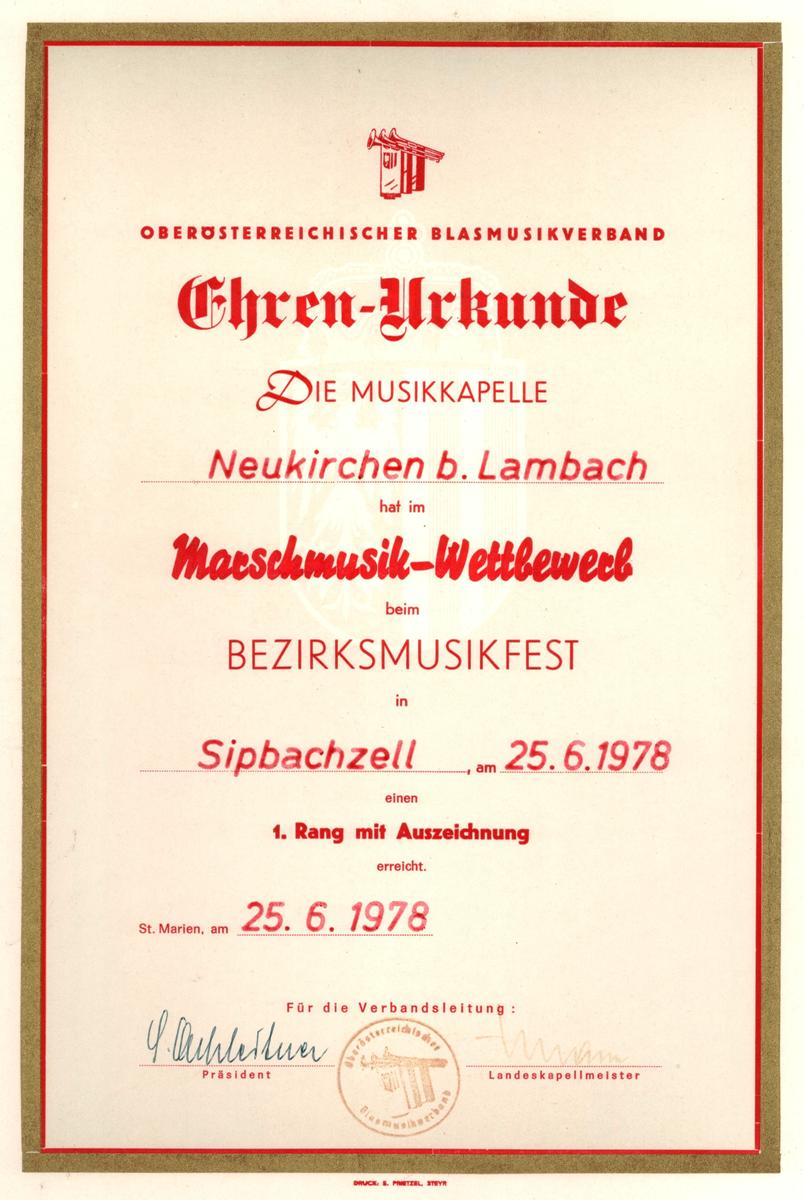 OBERÖSTERREICHISCHER BLASMUSIKVERBAND
Ehren-Urkunde
DIE MUSIKKAPELLE
Neukirchen b. Lambach
hat im
Marschmusik-Wettbewerb
beim
BEZIRKSMUSIKFEST
in
Sipbachzell, am 25.6.1978
einen
1. Rang mit Auszeichnung
erreicht.
St. Marien, am 25. 6. 1978
Für die Verbandsleitung:
Oberösterreichischer
Blasmusikverband
Präsident
Landeskapellmeister
DRUCK: E. PRIETZEL, STEYR